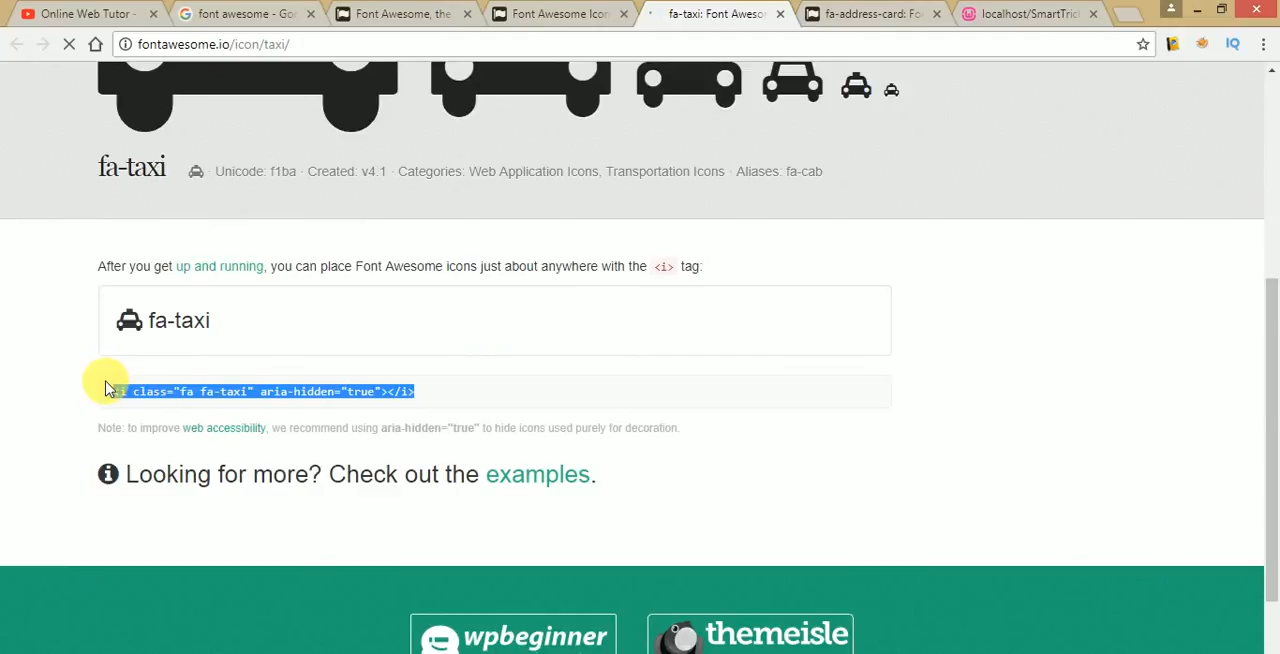 Online Web Tutor -
font awesome - Go
Font Awesome, the
Font Awesome Icon
fa-taxi: Font Aweso
fa-address-card: Fo
localhost/SmartTric
fontawesome.io/icon/taxi/
IQ
fa-taxi
Unicode: f1ba · Created: v4.1 · Categories: Web Application Icons, Transportation Icons · Aliases: fa-cab
After you get up and running, you can place Font Awesome icons just about anywhere with the <i> tag:
fa-taxi
<i class="fa fa-taxi" aria-hidden="true"></i>
Note: to improve web accessibility, we recommend using aria-hidden="true" to hide icons used purely for decoration.
Looking for more? Check out the examples.
wpbeginner
themeisle